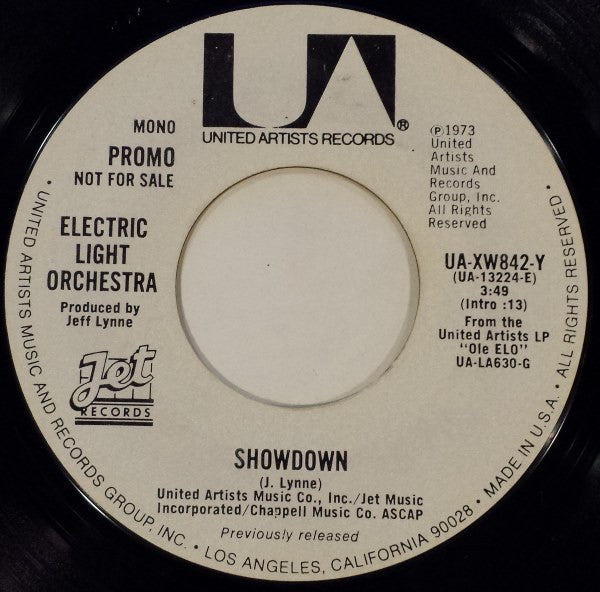 UA
UNITED ARTISTS RECORDS®
MONO
PROMO
NOT FOR SALE
ELECTRIC
LIGHT
ORCHESTRA
Produced by
Jeff Lynne
Jet
RECORDS
℗1973
United
Artists
Music And
Records
Group, Inc.
All Rights
Reserved
UA-XW842-Y
(UA-13224-E)
3:49
(Intro :13)
From the
United Artists LP
"Ole ELO"
UA-LA630-G
SHOWDOWN
(J. Lynne)
United Artists Music Co., Inc./Jet Music
Incorporated/Chappell Music Co. ASCAP
Previously released
• UNITED ARTISTS MUSIC AND RECORDS GROUP, INC. • LOS ANGELES, CALIFORNIA 90028 • MADE IN U.S.A. • ALL RIGHTS RESERVED •